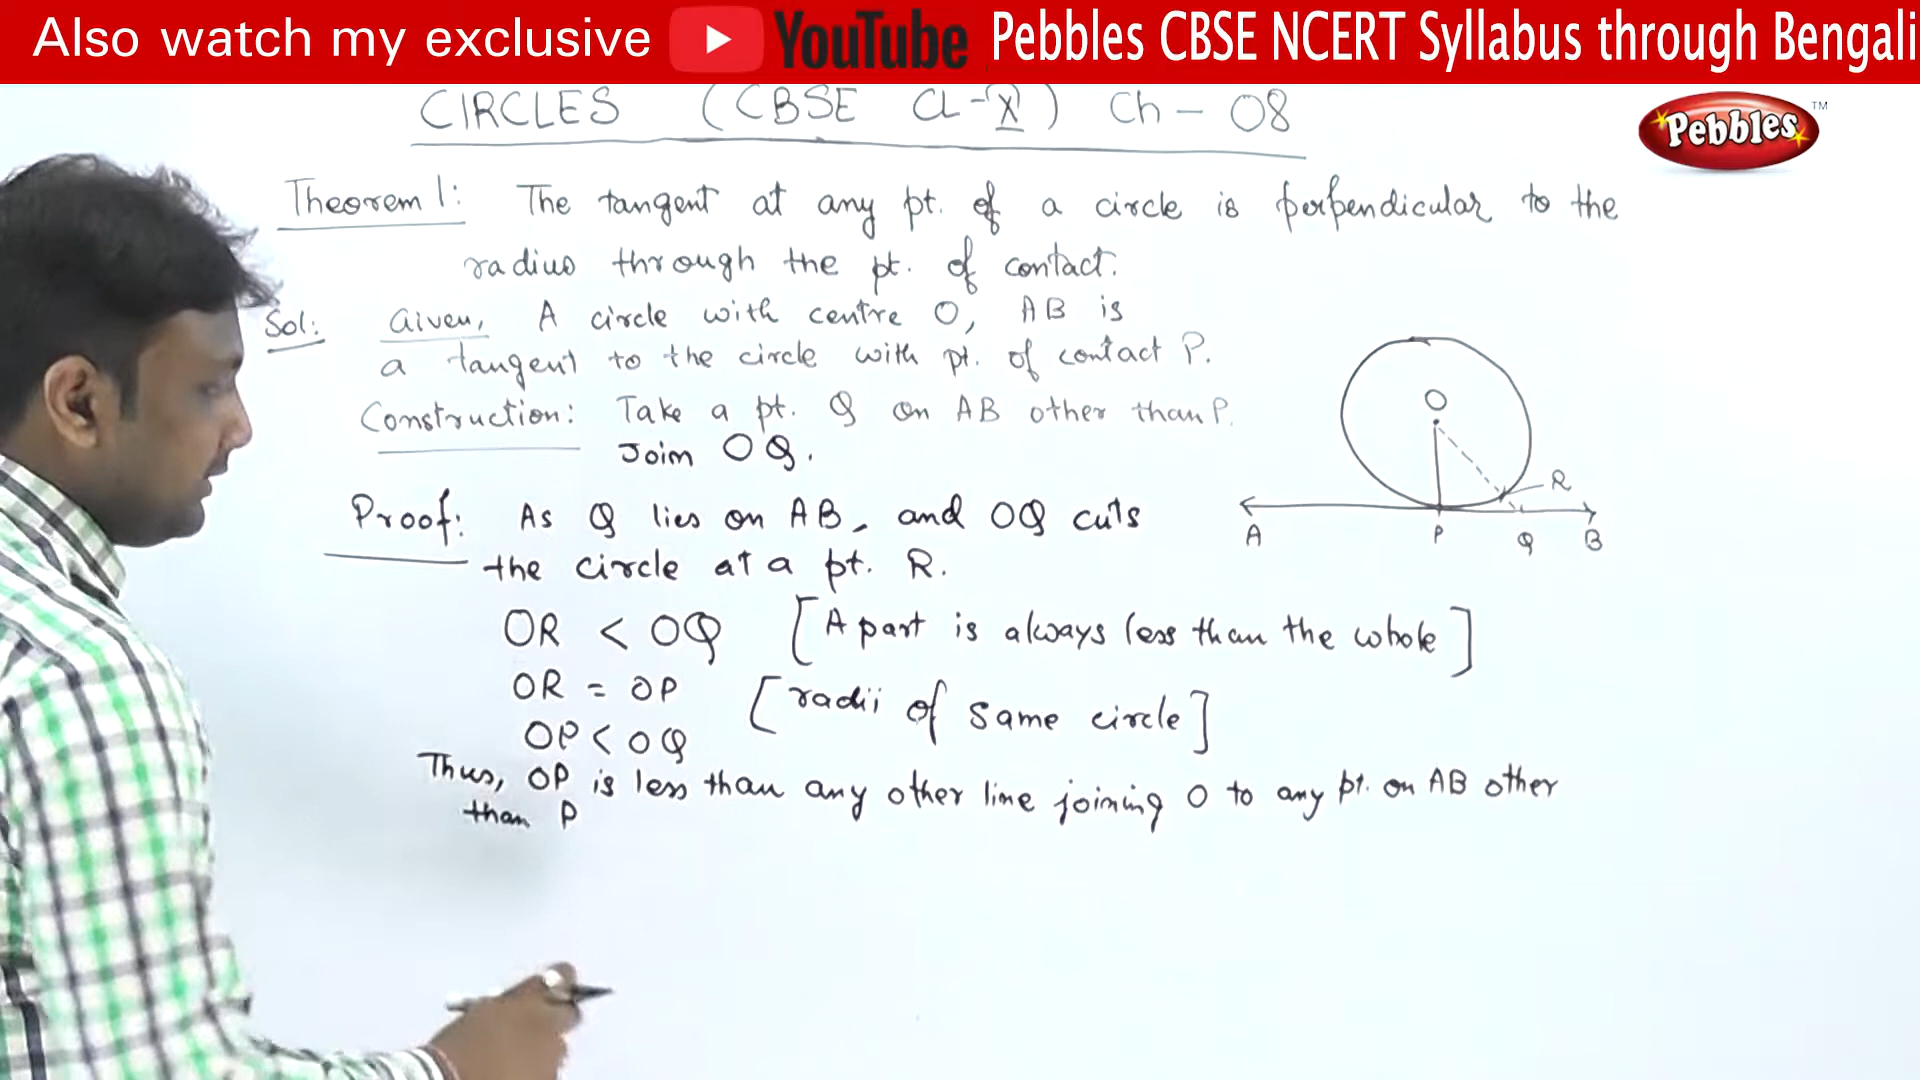 Also watch my exclusive YouTube Pebbles CBSE NCERT Syllabus through Bengali
CIRCLES (CBSE CL-X) Ch - 08
Pebbles TM
Theorem 1: The tangent at any pt. of a circle is perpendicular to the
radius through the pt. of contact.
Sol: Given, A circle with centre O, AB is
a tangent to the circle with pt. of contact P.
Construction: Take a pt. Q on AB other than P.
Join OQ.
Proof: As Q lies on AB, and OQ cuts
the circle at a pt. R.
OR < OQ [A part is always less than the whole]
OR = OP [radii of same circle]
OP < OQ
Thus, OP is less than any other line joining O to any pt. on AB other
than P
O
R
A P Q B